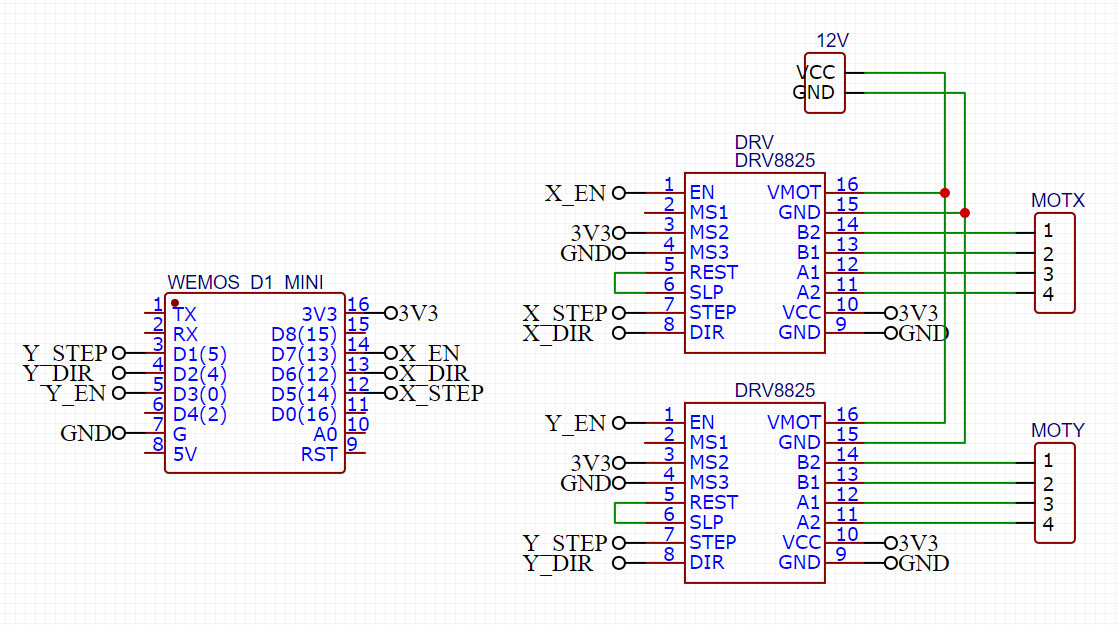 12V
VCC
GND
DRV
DRV8825
X_EN 1 EN VMOT 16
2 MS1 GND 15
3V3 3 MS2 B2 14
GND 4 MS3 B1 13
5 REST A1 12
6 SLP A2 11
X_STEP 7 STEP VCC 10 3V3
X_DIR 8 DIR GND 9 GND
MOTX
1
2
3
4
WEMOS D1 MINI
1 TX 3V3 16 3V3
2 RX D8(15) 15
Y_STEP 3 D1(5) D7(13) 14 X_EN
Y_DIR 4 D2(4) D6(12) 13 X_DIR
Y_EN 5 D3(0) D5(14) 12 X_STEP
6 D4(2) D0(16) 11
GND 7 G A0 10
8 5V RST 9
DRV8825
Y_EN 1 EN VMOT 16
2 MS1 GND 15
3V3 3 MS2 B2 14
GND 4 MS3 B1 13
5 REST A1 12
6 SLP A2 11
Y_STEP 7 STEP VCC 10 3V3
Y_DIR 8 DIR GND 9 GND
MOTY
1
2
3
4